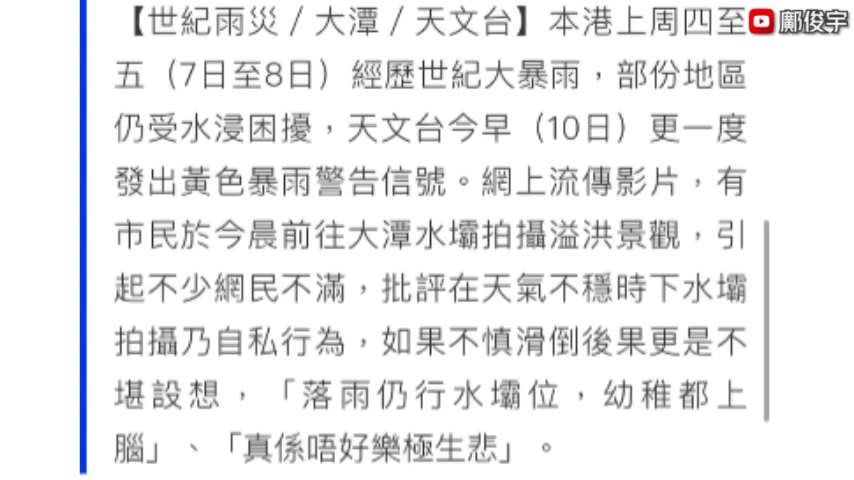 【世紀雨災／大潭／天文台】本港上周四至
鄺俊宇
五（7日至8日）經歷世紀大暴雨，部份地區
仍受水浸困擾，天文台今早（10日）更一度
發出黃色暴雨警告信號。網上流傳影片，有
市民於今晨前往大潭水壩拍攝溢洪景觀，引
起不少網民不滿，批評在天氣不穩時下水壩
拍攝乃自私行為，如果不慎滑倒後果更是不
堪設想，「落雨仍行水壩位，幼稚都上
腦」、「真係唔好樂極生悲」。